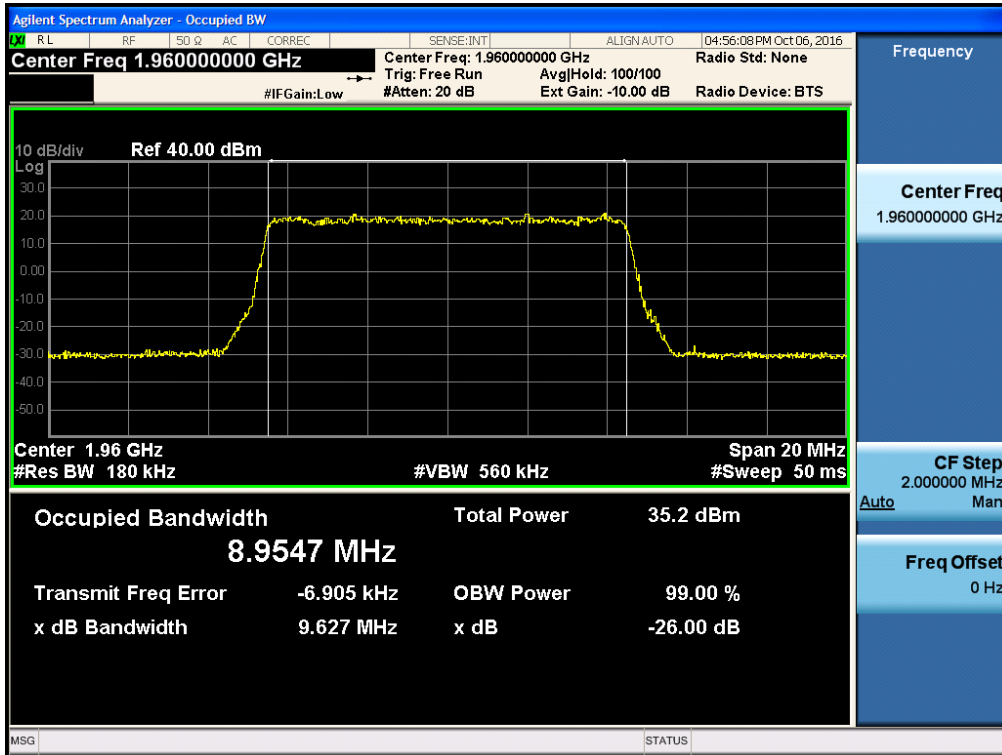 Agilent Spectrum Analyzer - Occupied BW
LXI RL RF 50 Ω AC CORREC SENSE:INT ALIGN AUTO 04:56:08 PM Oct 06, 2016
Center Freq 1.960000000 GHz
Center Freq: 1.960000000 GHz Radio Std: None
Trig: Free Run Avg|Hold: 100/100
#IFGain:Low #Atten: 20 dB Ext Gain: -10.00 dB Radio Device: BTS
10 dB/div Ref 40.00 dBm
Log
30.0
20.0
10.0
0.00
-10.0
-20.0
-30.0
-40.0
-50.0
Center 1.96 GHz Span 20 MHz
#Res BW 180 kHz #VBW 560 kHz #Sweep 50 ms
Occupied Bandwidth Total Power 35.2 dBm
8.9547 MHz
Transmit Freq Error -6.905 kHz OBW Power 99.00 %
x dB Bandwidth 9.627 MHz x dB -26.00 dB
MSG STATUS
Frequency
Center Freq
1.960000000 GHz
CF Step
2.000000 MHz
Auto Man
Freq Offset
0 Hz